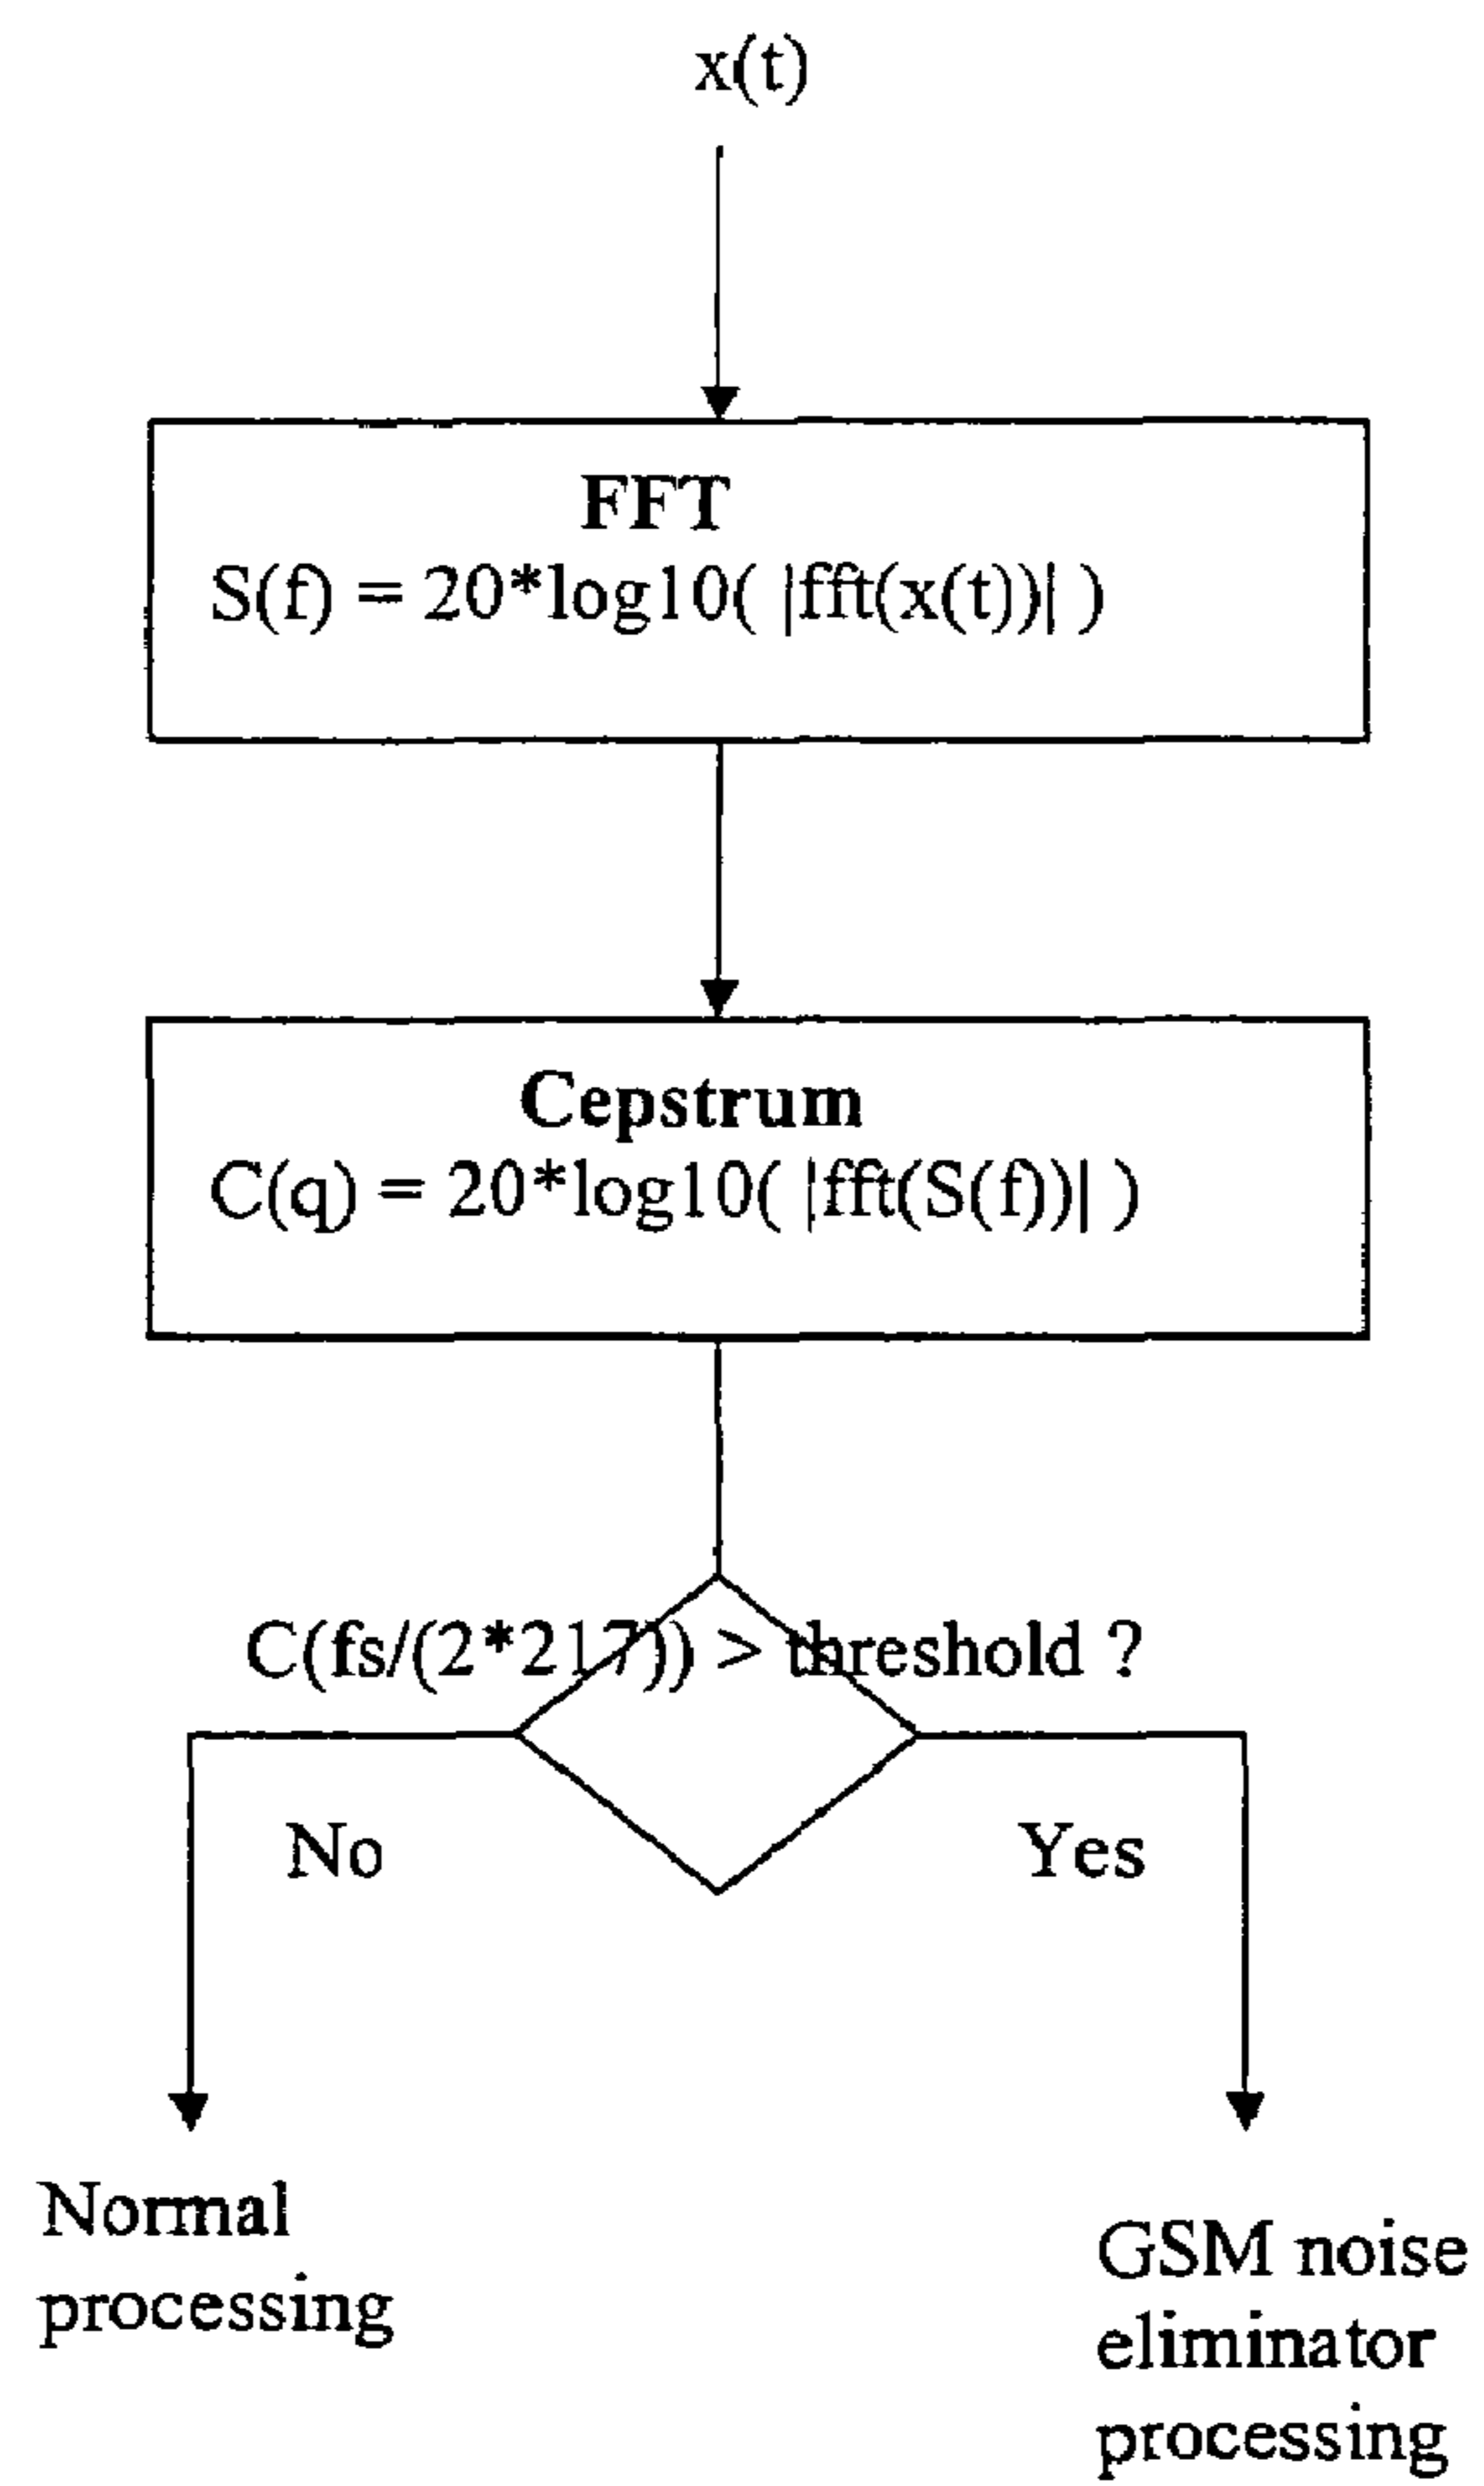 x(t)
FFT
S(f) = 20*log10( |fft(x(t))| )
Cepstrum
C(q) = 20*log10( |fft(S(f))| )
C(fs/(2*217)) > threshold ?
No
Yes
Normal
processing
GSM noise
eliminator
processing